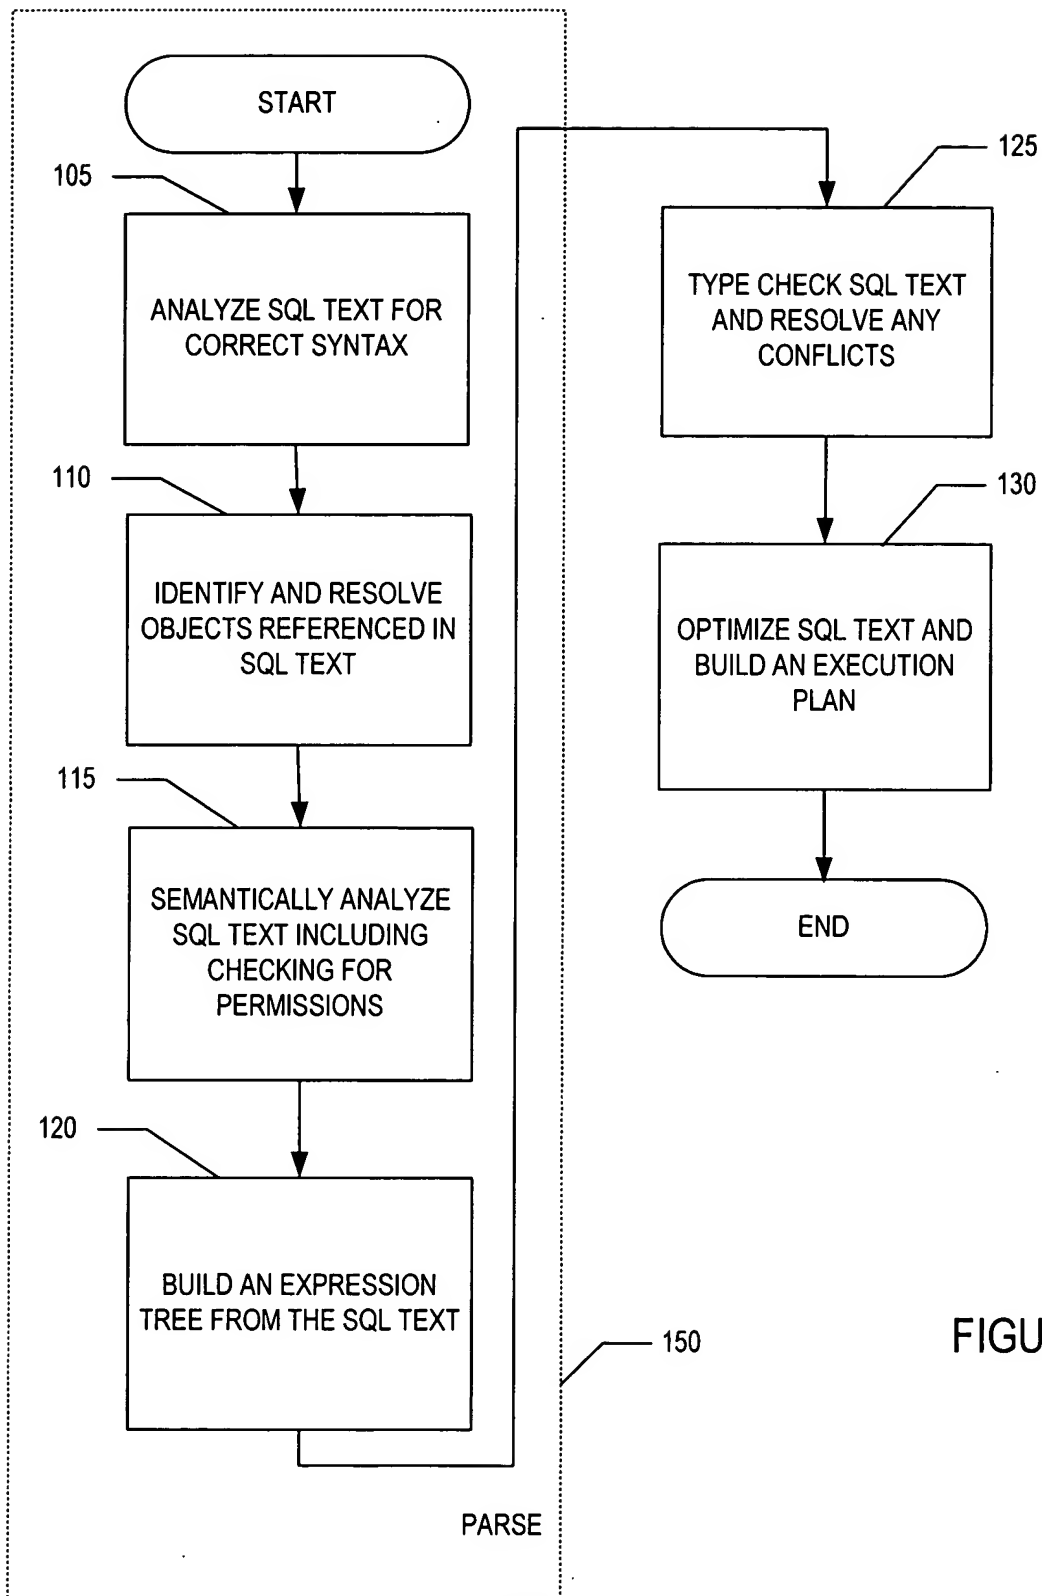 START
105
ANALYZE SQL TEXT FOR
CORRECT SYNTAX
110
IDENTIFY AND RESOLVE
OBJECTS REFERENCED IN
SQL TEXT
115
SEMANTICALLY ANALYZE
SQL TEXT INCLUDING
CHECKING FOR
PERMISSIONS
120
BUILD AN EXPRESSION
TREE FROM THE SQL TEXT
150
PARSE
125
TYPE CHECK SQL TEXT
AND RESOLVE ANY
CONFLICTS
130
OPTIMIZE SQL TEXT AND
BUILD AN EXECUTION
PLAN
END
FIGU